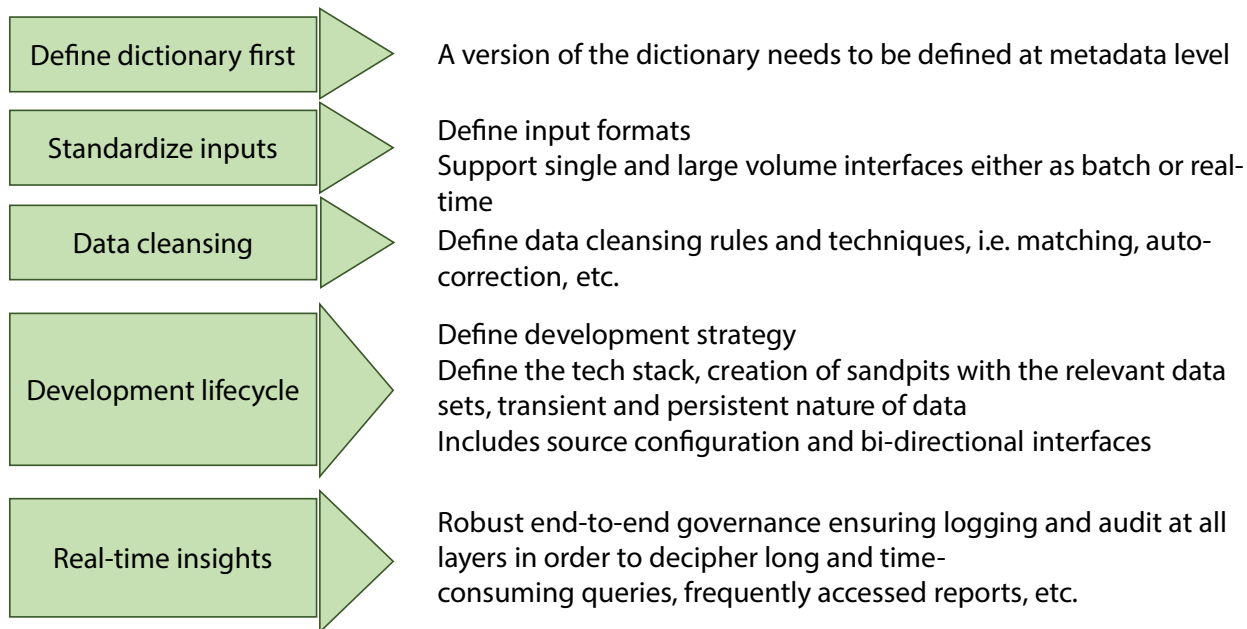 Define dictionary first
A version of the dictionary needs to be defined at metadata level
Standardize inputs
Define input formats
Support single and large volume interfaces either as batch or real-
time
Data cleansing
Define data cleansing rules and techniques, i.e. matching, auto-
correction, etc.
Development lifecycle
Define development strategy
Define the tech stack, creation of sandpits with the relevant data
sets, transient and persistent nature of data
Includes source configuration and bi-directional interfaces
Real-time insights
Robust end-to-end governance ensuring logging and audit at all
layers in order to decipher long and time-
consuming queries, frequently accessed reports, etc.